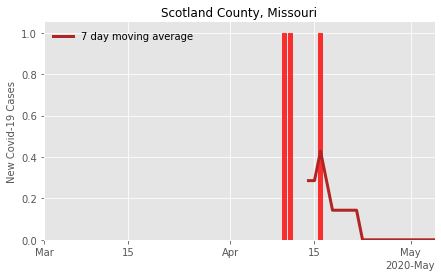 Scotland County, Missouri
7 day moving average
New Covid-19 Cases
1.0
0.8
0.6
0.4
0.2
0.0
Mar 15 Apr 15 May
2020-May